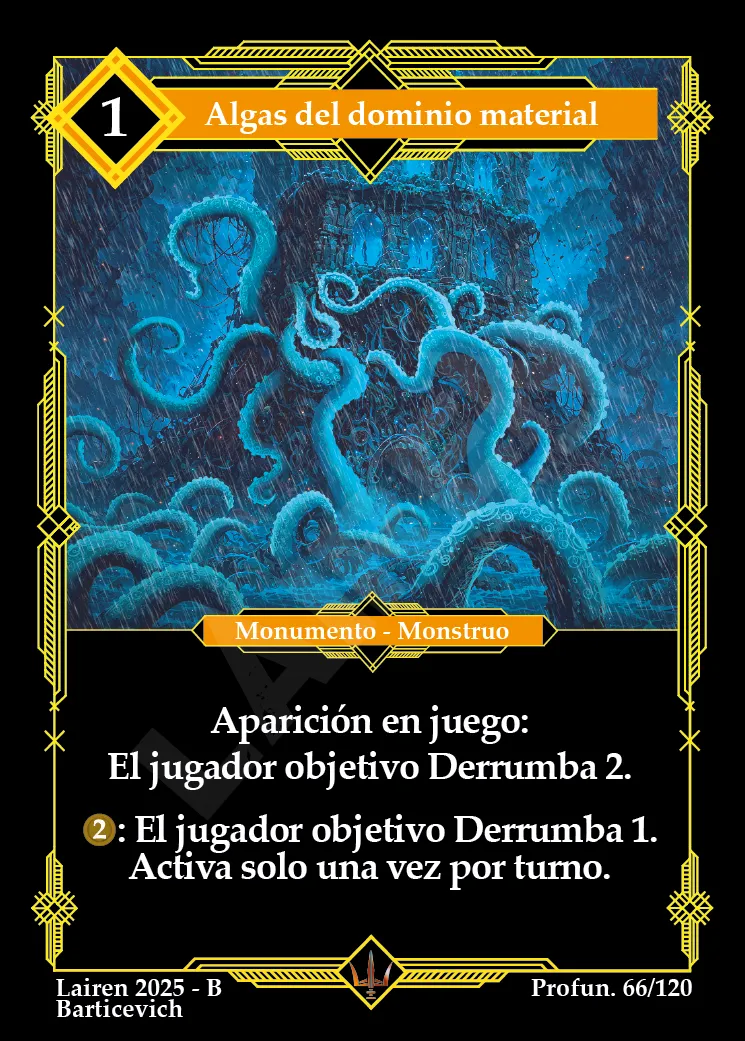 1
Algas del dominio material
Monumento - Monstruo
Aparición en juego:
El jugador objetivo Derrumba 2.
2: El jugador objetivo Derrumba 1.
Activa solo una vez por turno.
Lairen 2025 - B
Barticevich
Profun. 66/120